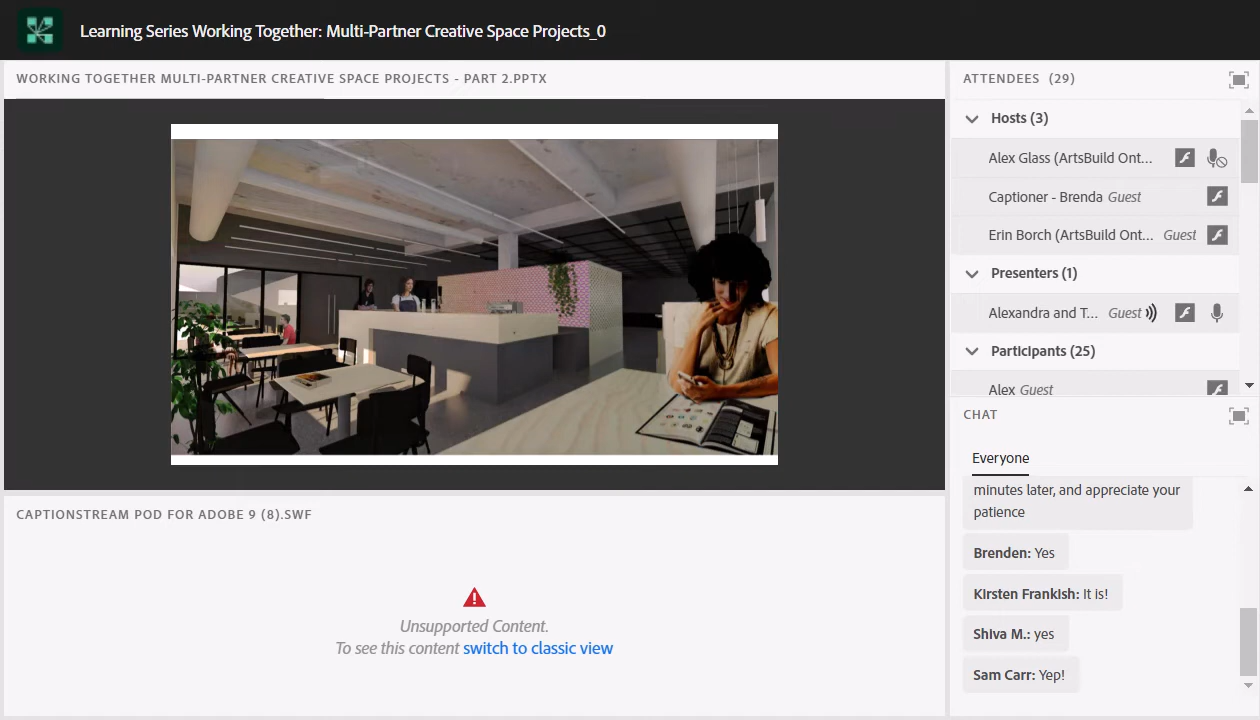 Learning Series Working Together: Multi-Partner Creative Space Projects_0
WORKING TOGETHER MULTI-PARTNER CREATIVE SPACE PROJECTS - PART 2.PPTX
CAPTIONSTREAM POD FOR ADOBE 9 (8).SWF
Unsupported Content.
To see this content switch to classic view
ATTENDEES (29)
Hosts (3)
Alex Glass (ArtsBuild Ont...
Captioner - Brenda Guest
Erin Borch (ArtsBuild Ont... Guest
Presenters (1)
Alexandra and T... Guest
Participants (25)
Alex Guest
CHAT
Everyone
minutes later, and appreciate your
patience
Brenden: Yes
Kirsten Frankish: It is!
Shiva M.: yes
Sam Carr: Yep!